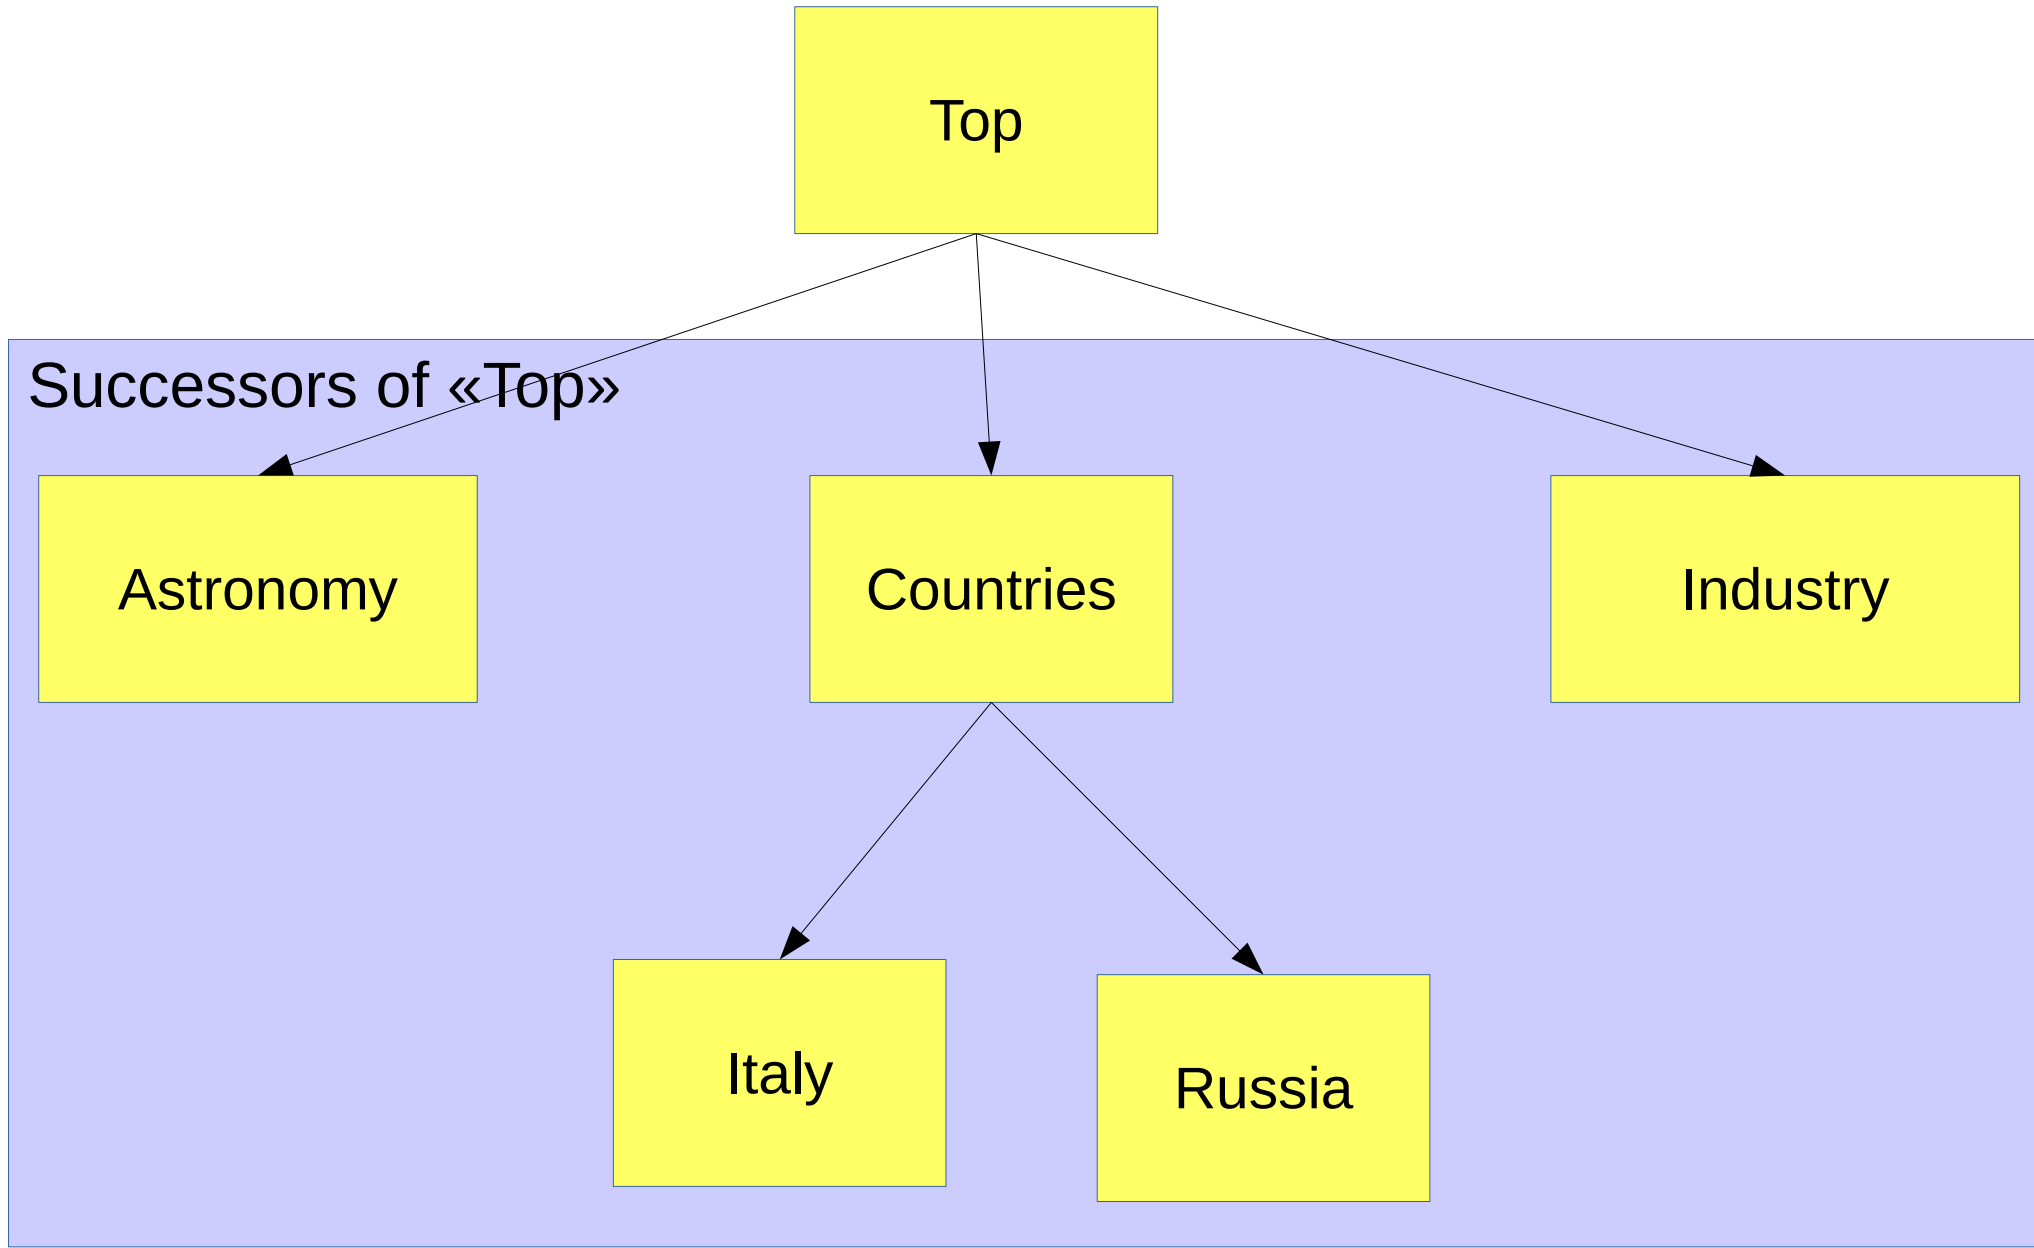 Top
Successors of «Top»
Astronomy
Countries
Industry
Italy
Russia